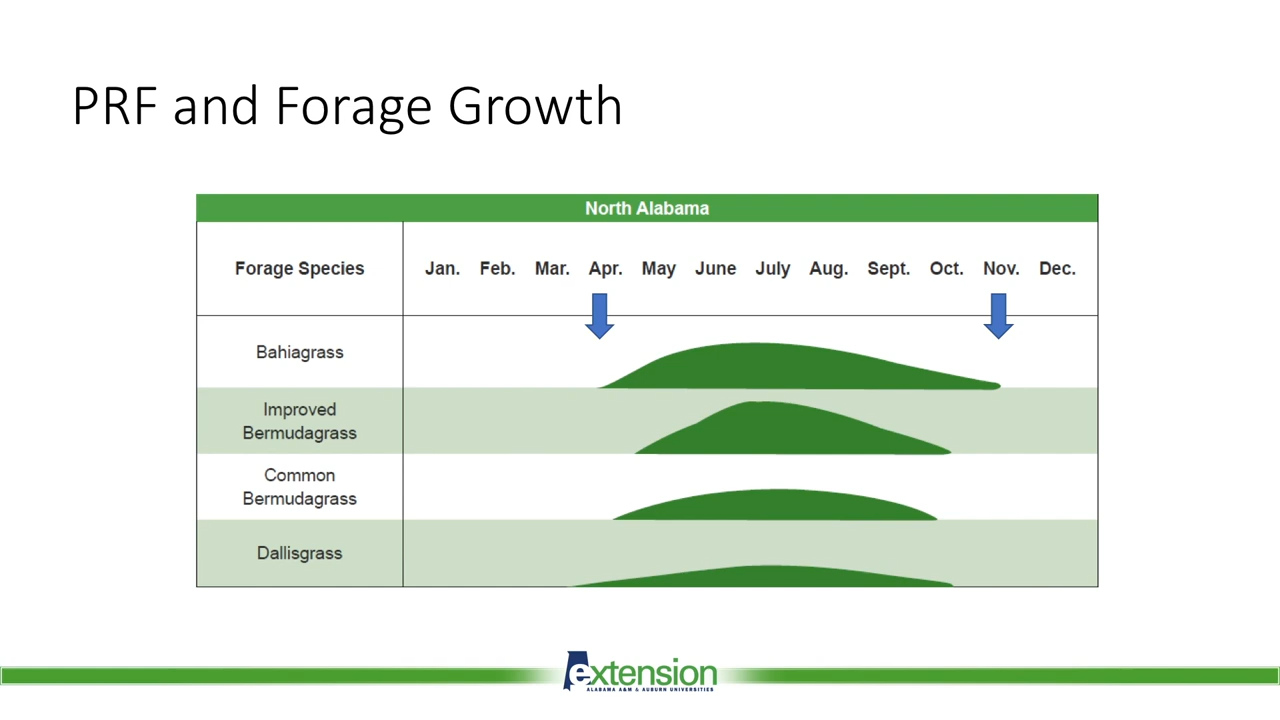 PRF and Forage Growth
North Alabama
Forage Species Jan. Feb. Mar. Apr. May June July Aug. Sept. Oct. Nov. Dec.
Bahiagrass
Improved
Bermudagrass
Common
Bermudagrass
Dallisgrass
extension
ALABAMA A&M & AUBURN UNIVERSITIES